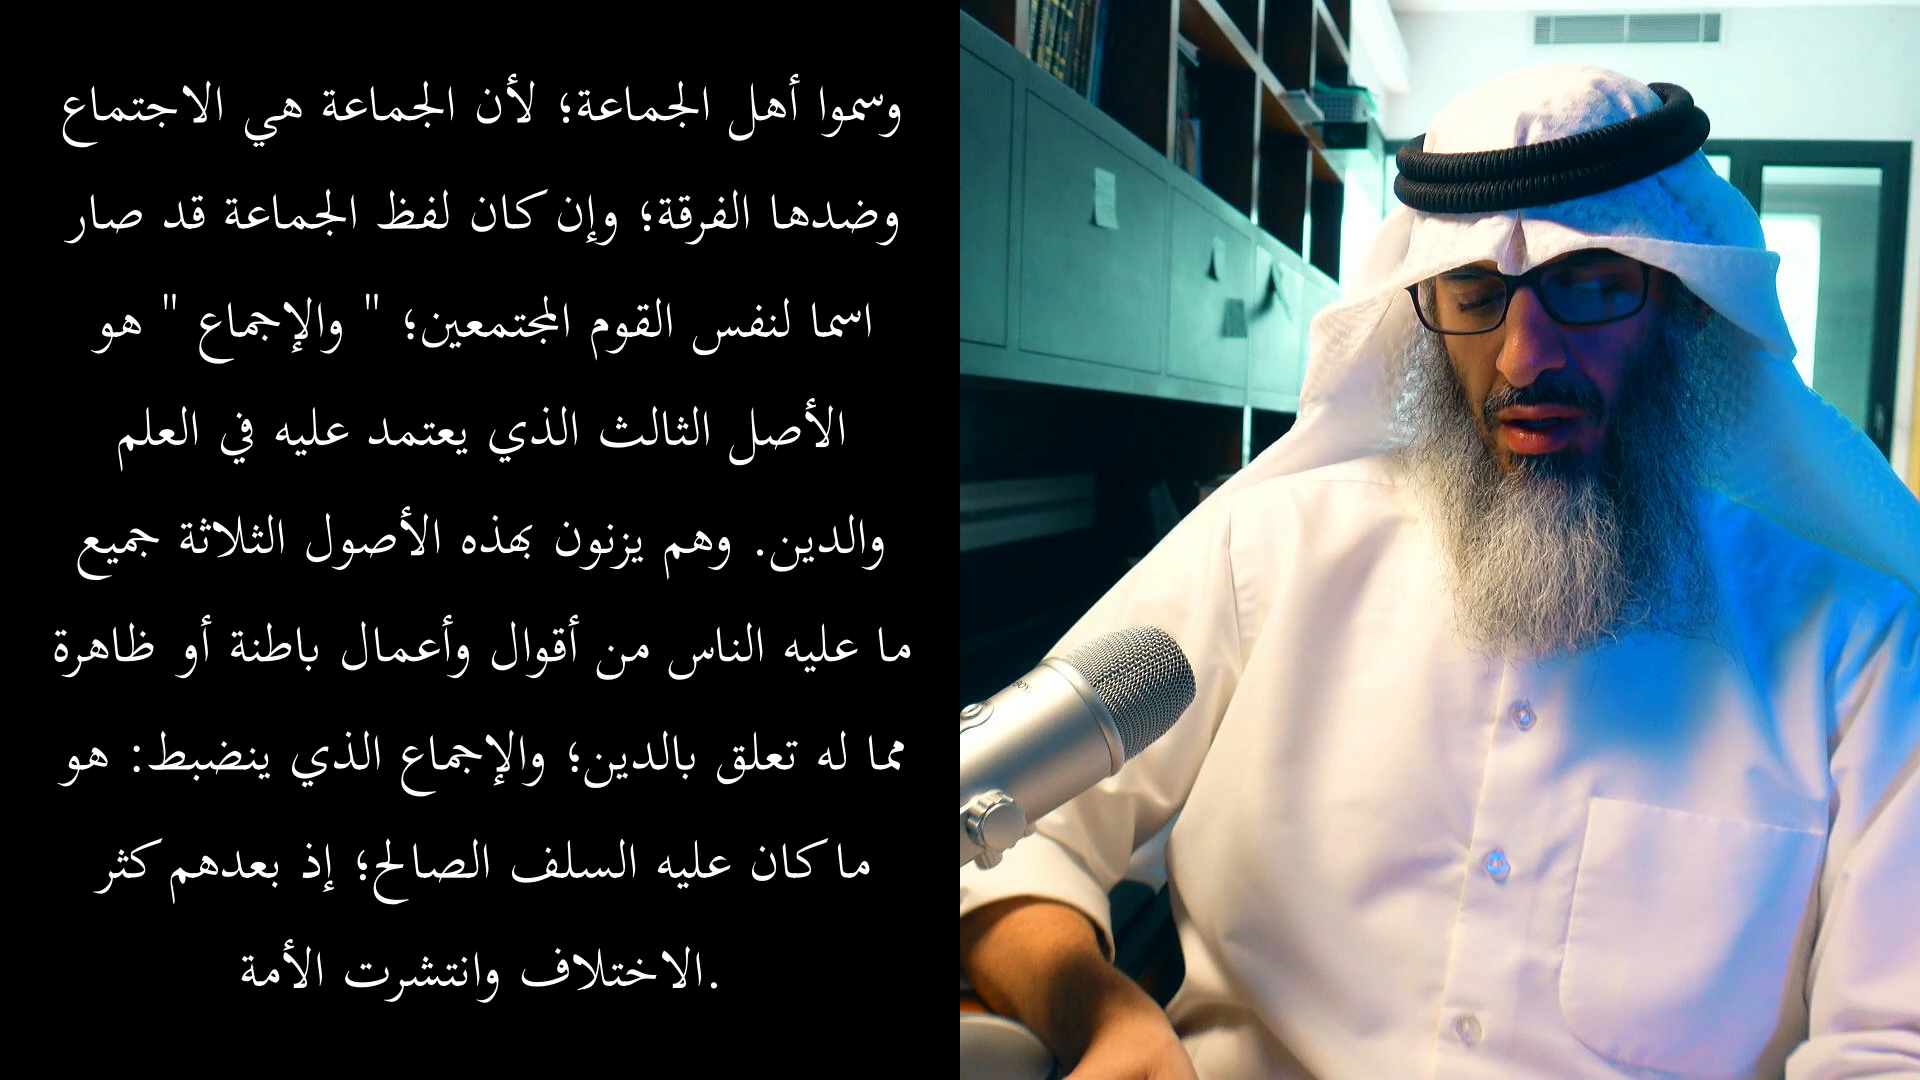 وسموا أهل الجماعة؛ لأن الجماعة هي الاجتماع
وضدها الفرقة؛ وإن كان لفظ الجماعة قد صار
اسما لنفس القوم المجتمعين؛ " والإجماع " هو
الأصل الثالث الذي يعتمد عليه في العلم
والدين. وهم يزنون بهذه الأصول الثلاثة جميع
ما عليه الناس من أقوال وأعمال باطنة أو ظاهرة
مما له تعلق بالدين؛ والإجماع الذي ينضبط: هو
ما كان عليه السلف الصالح؛ إذ بعدهم كثر
.الاختلاف وانتشرت الأمة